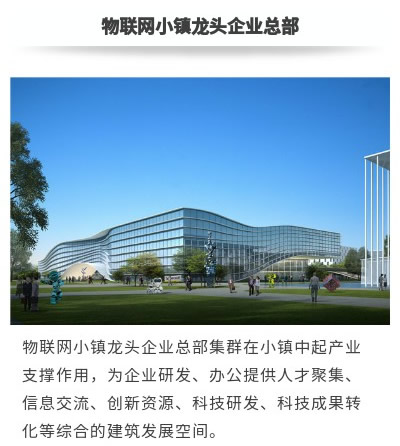 物联网小镇龙头企业总部
物联网小镇龙头企业总部集群在小镇中起产业
支撑作用，为企业研发、办公提供人才聚集、
信息交流、创新资源、科技研发、科技成果转
化等综合的建筑发展空间。